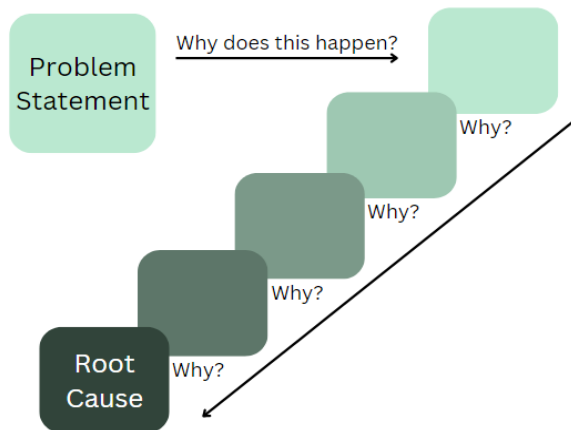 Problem
Statement
Why does this happen?
Why?
Why?
Why?
Why?
Root
Cause